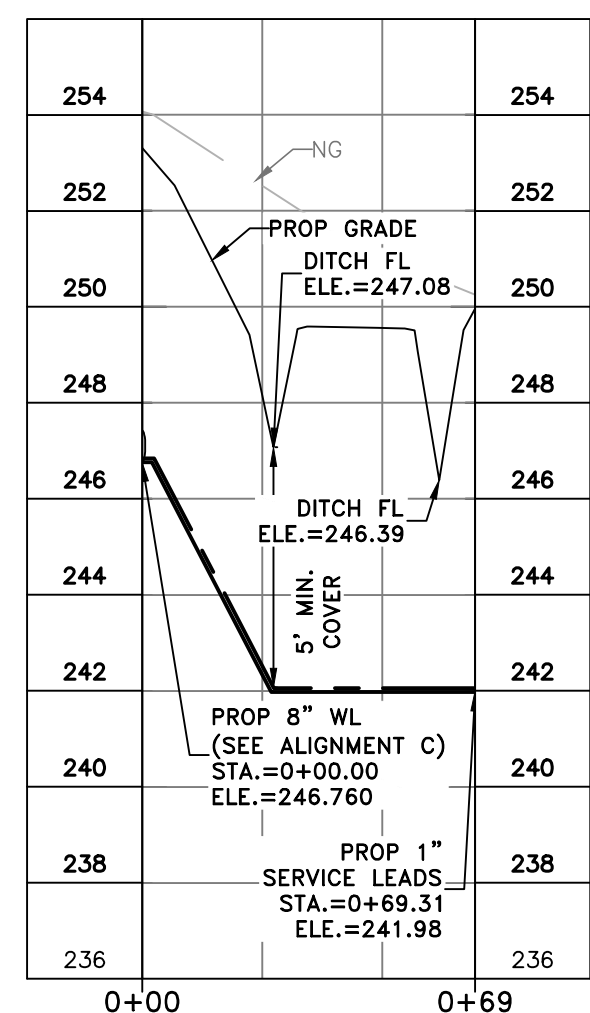 254 254
NG
252 252
PROP GRADE
DITCH FL
ELE.=247.08
250 250
248 248
246 246
DITCH FL
ELE.=246.39
244 244
5' MIN.
COVER
242 242
PROP 8" WL
(SEE ALIGNMENT C)
STA.=0+00.00
ELE.=246.760
240 240
PROP 1"
SERVICE LEADS
STA.=0+69.31
ELE.=241.98
238 238
236 236
0+00 0+69